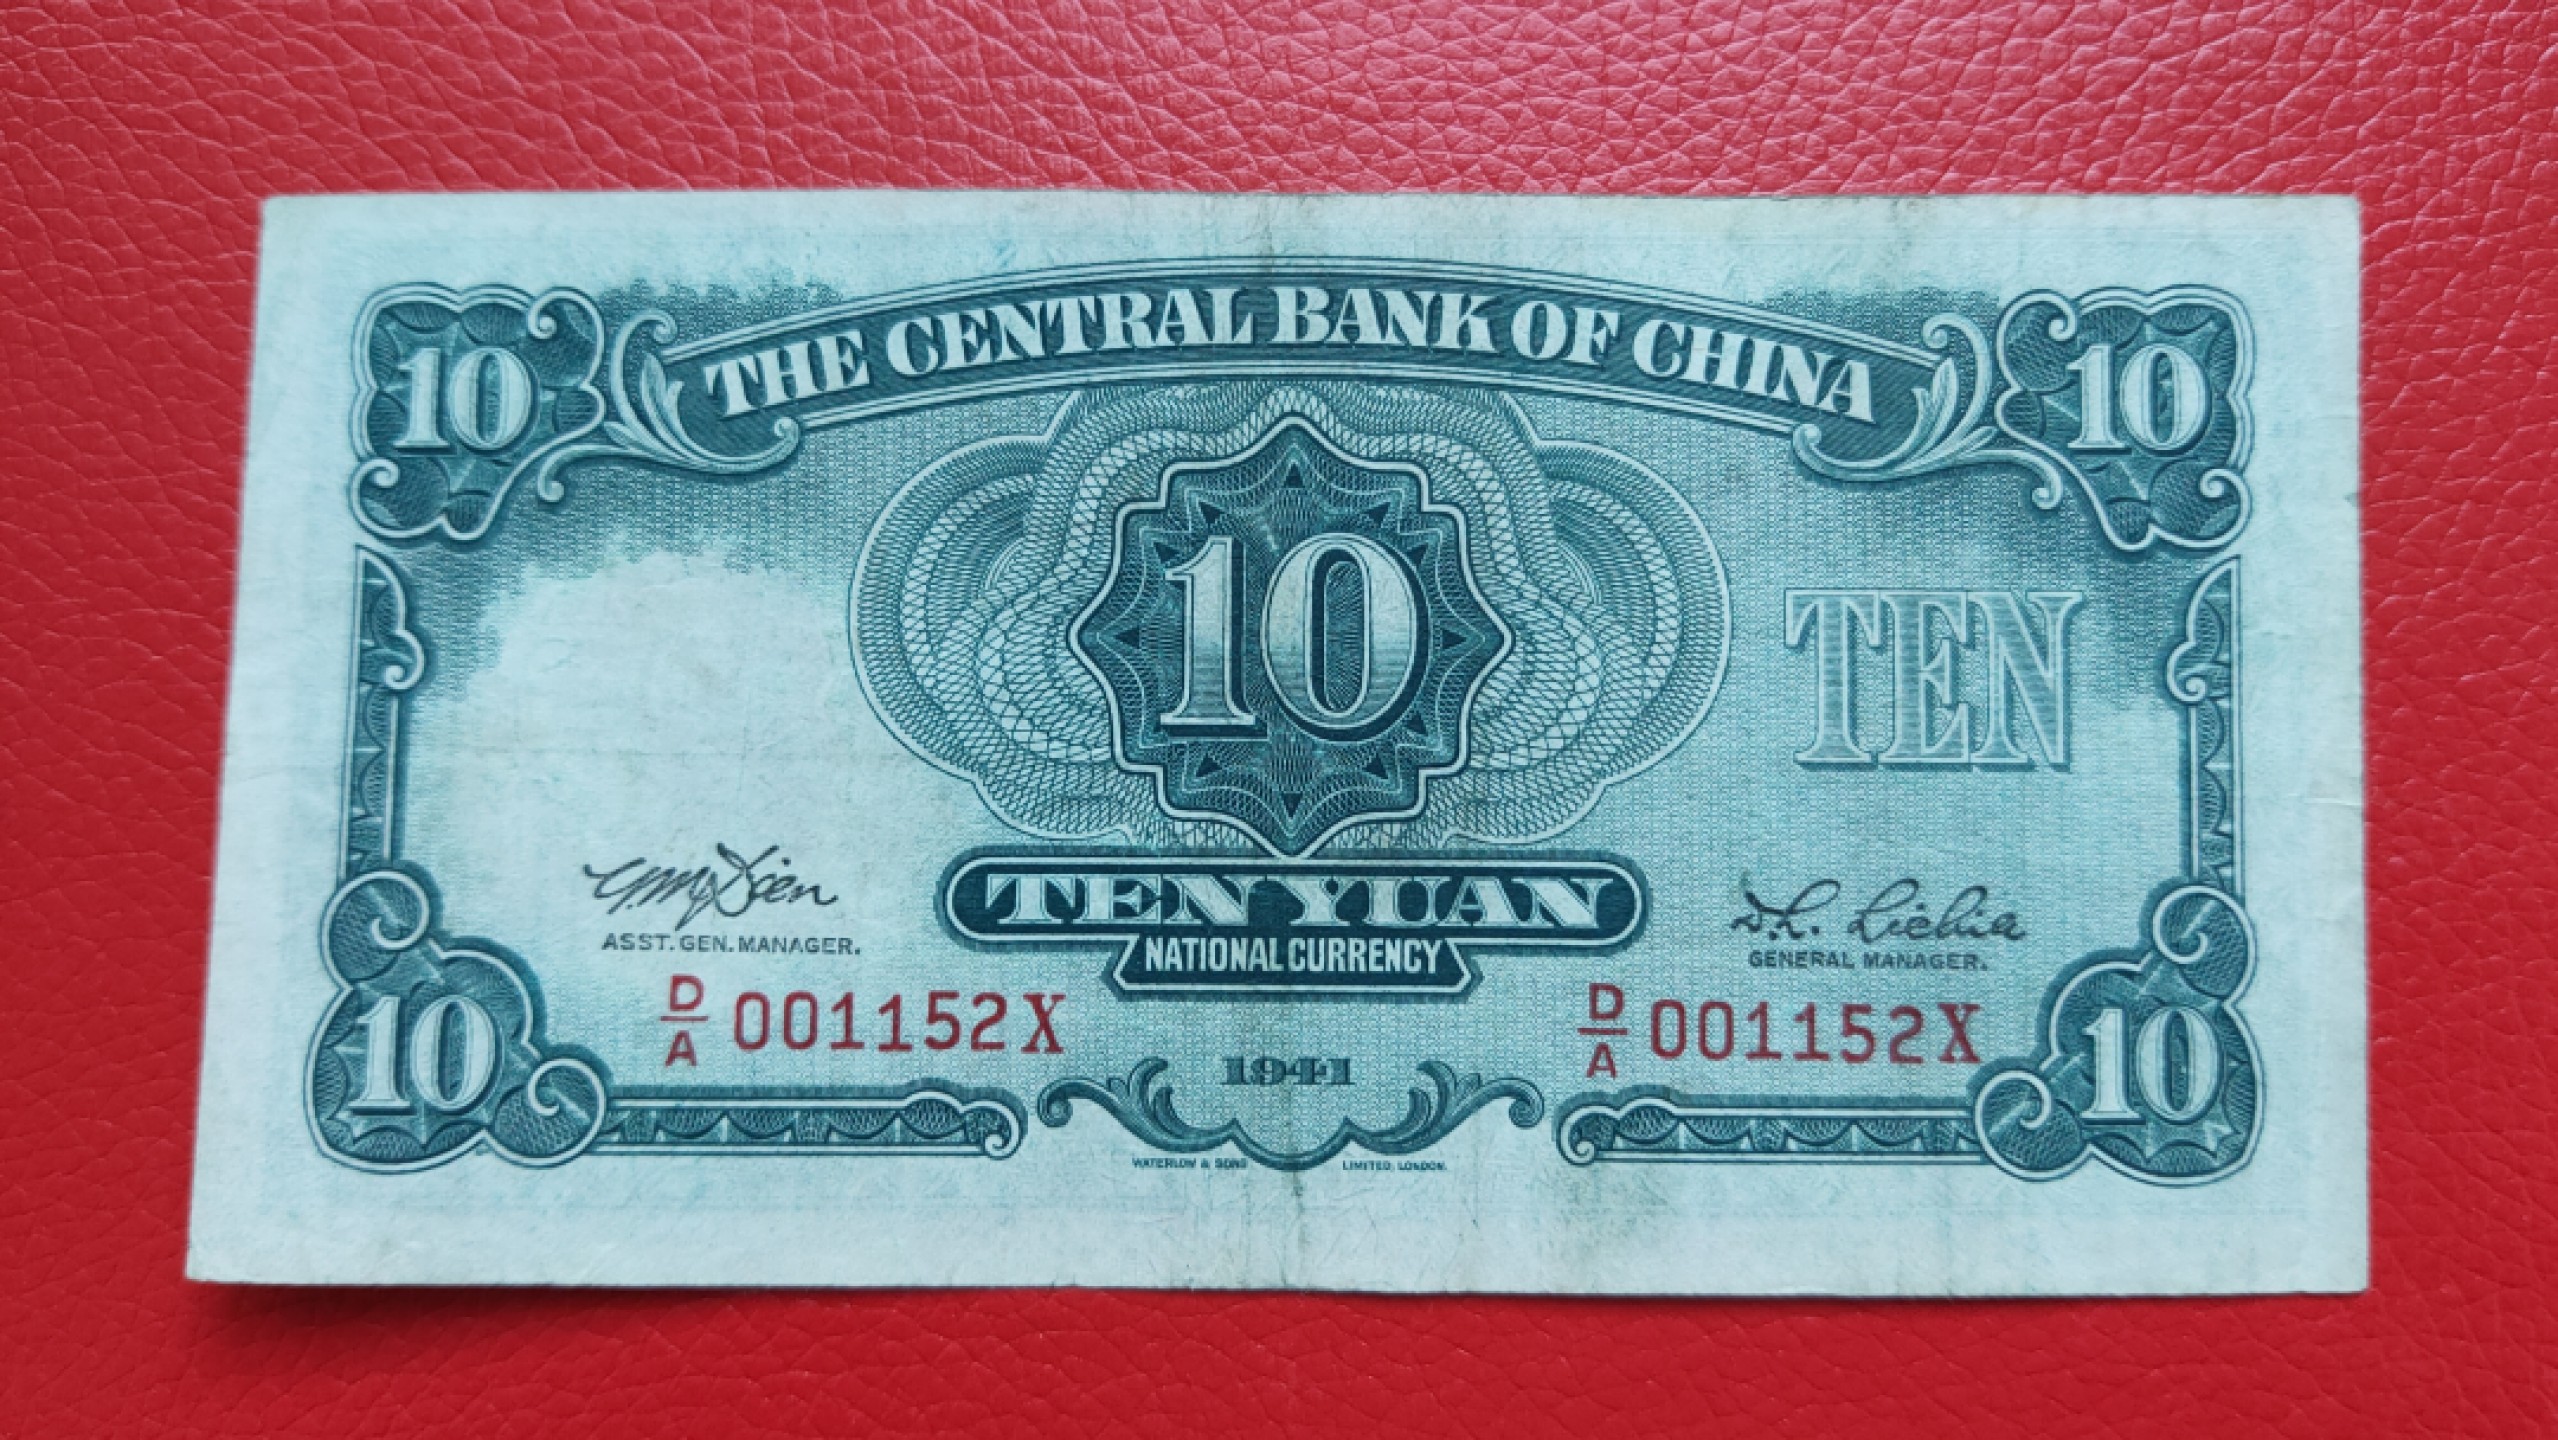 THE CENTRAL BANK OF CHINA
10
10
10
TEN
TEN YUAN
NATIONAL CURRENCY
ASST. GEN. MANAGER.
GENERAL MANAGER.
D/A 001152X
D/A 001152X
1941
10
10
WATERLOW & SONS LIMITED, LONDON.